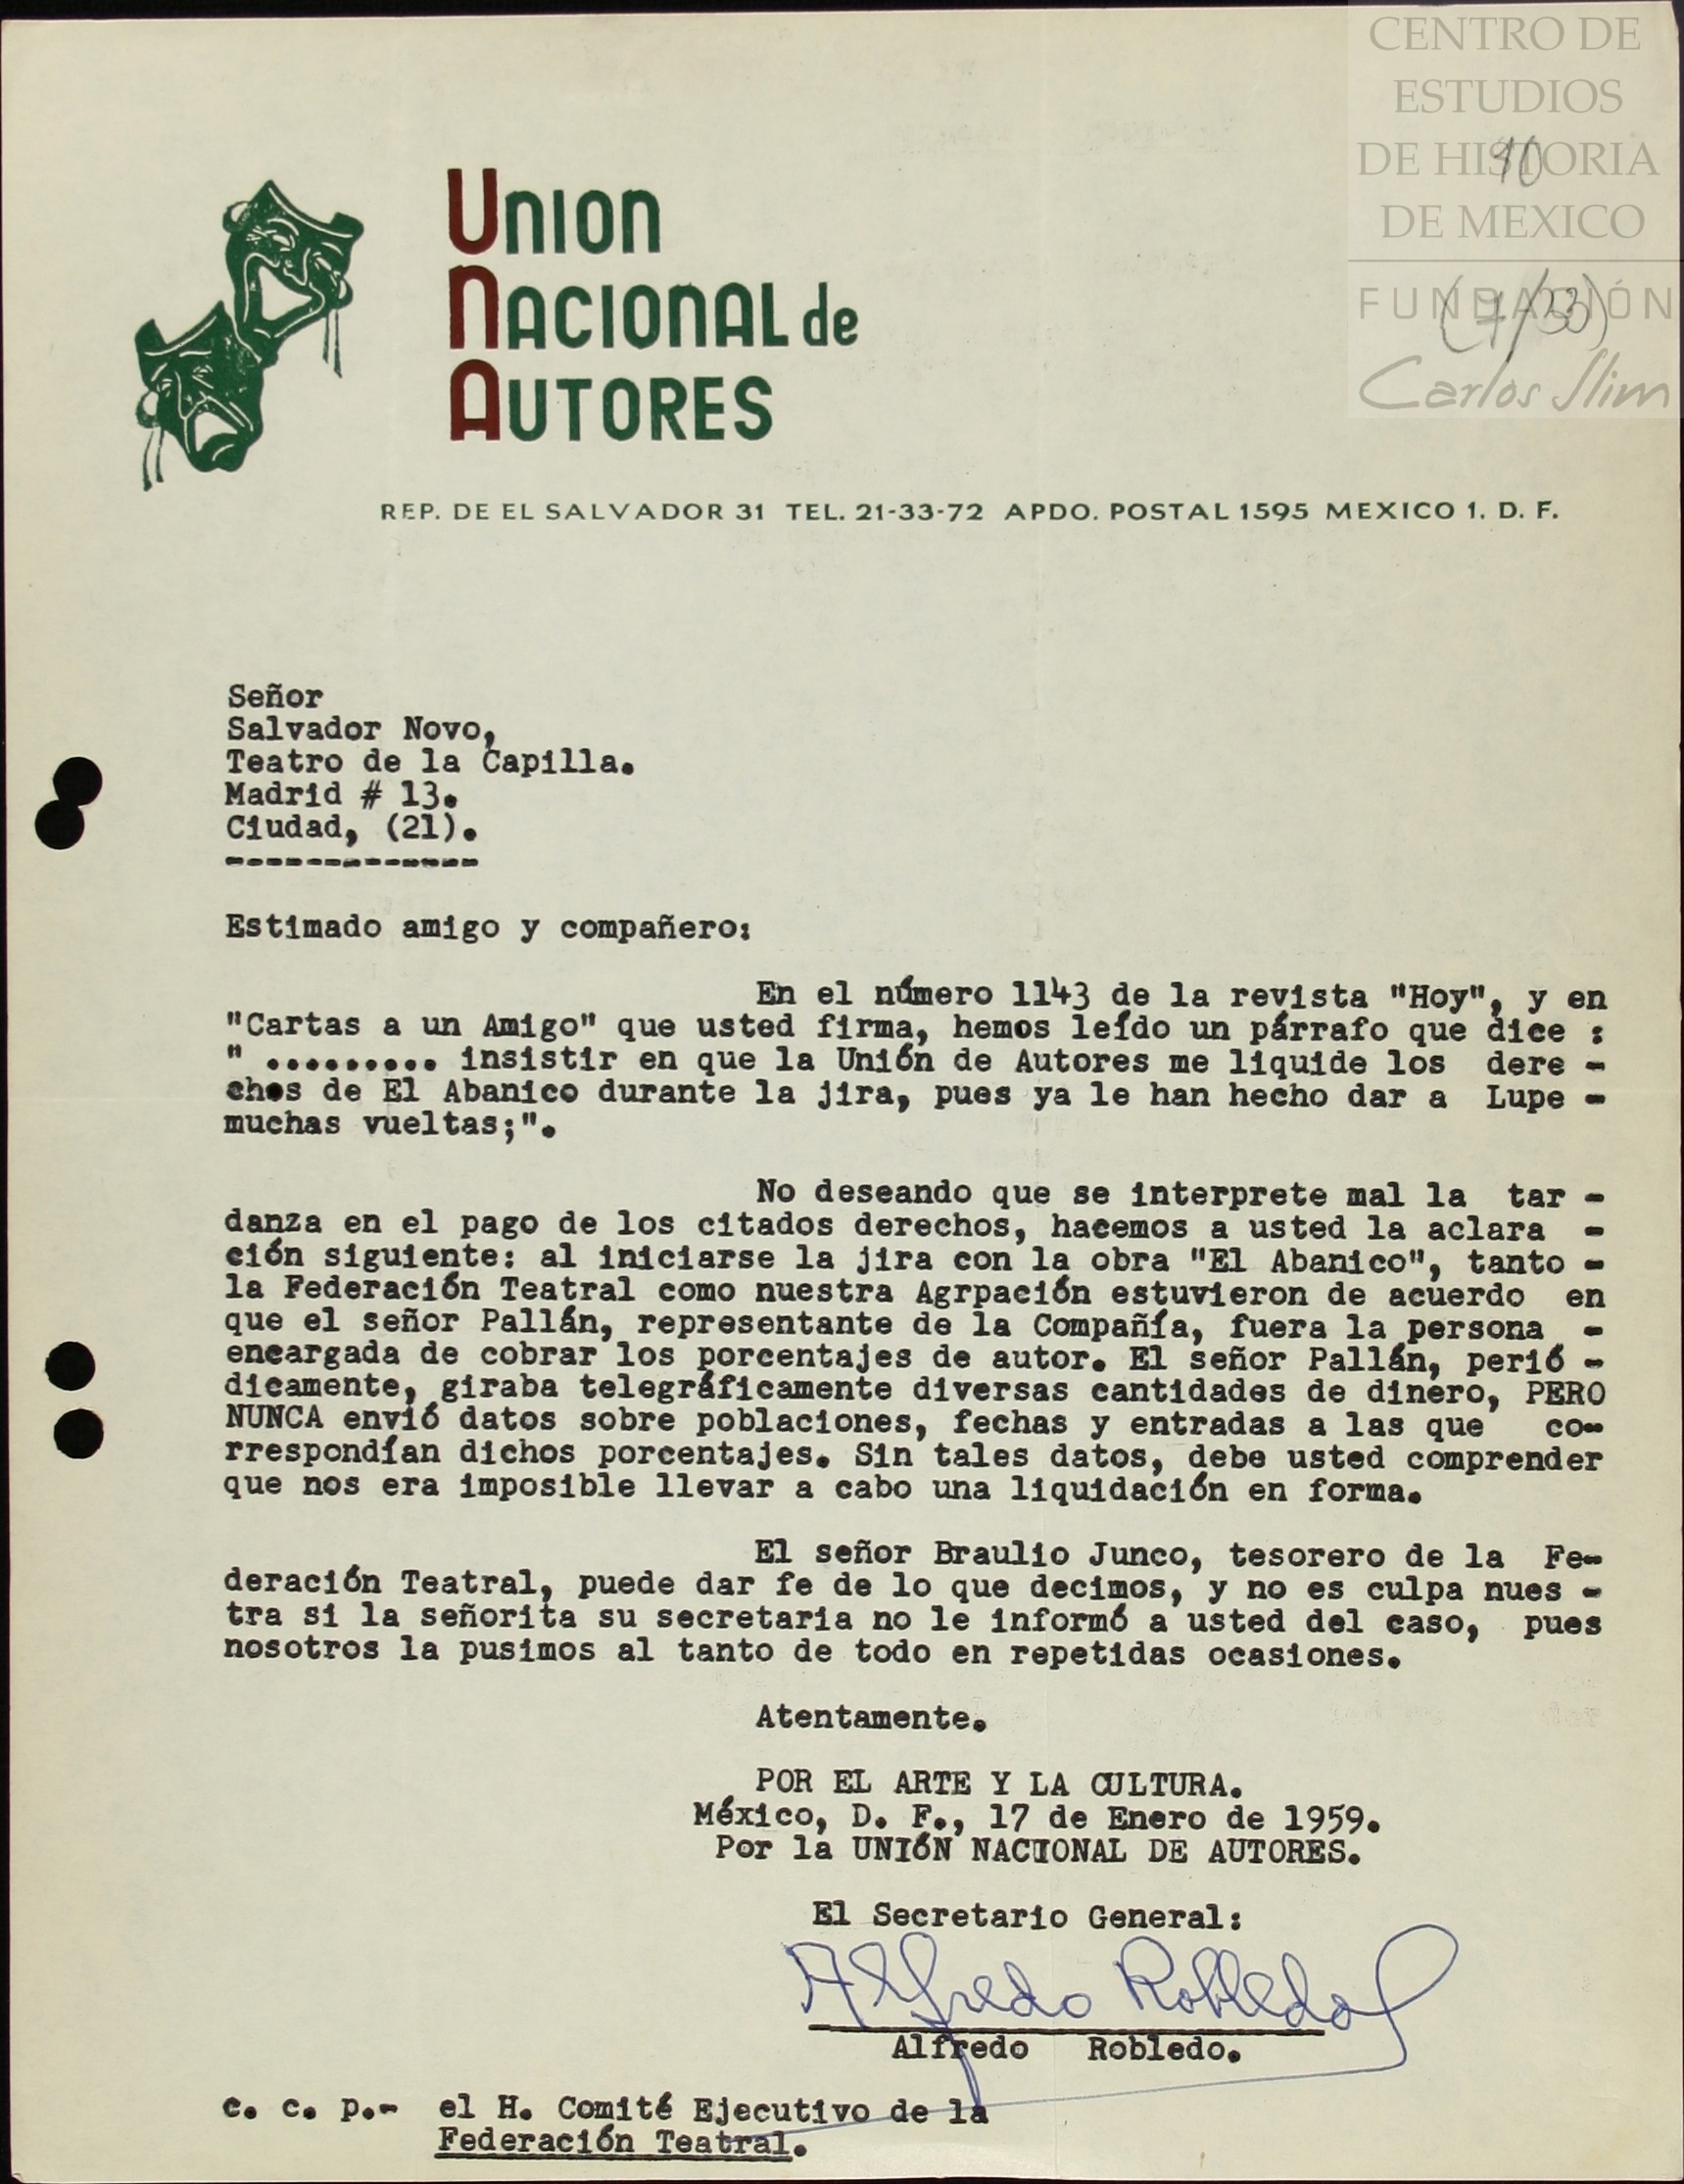 CENTRO DE
ESTUDIOS
DE HISTORIA
DE MEXICO
FUNDACIÓN
Carlos Slim
10
(7/33)
UNION
NACIONAL de
AUTORES
REP. DE EL SALVADOR 31 TEL. 21-33-72 APDO. POSTAL 1595 MEXICO 1. D. F.
Señor
Salvador Novo,
Teatro de la Capilla.
Madrid # 13.
Ciudad, (21).
-------------
Estimado amigo y compañero:
En el número 1143 de la revista "Hoy", y en
"Cartas a un Amigo" que usted firma, hemos leído un párrafo que dice :
" ......... insistir en que la Unión de Autores me liquide los dere -
chos de El Abanico durante la jira, pues ya le han hecho dar a Lupe -
muchas vueltas;".
No deseando que se interprete mal la tar -
danza en el pago de los citados derechos, hacemos a usted la aclara -
ción siguiente: al iniciarse la jira con la obra "El Abanico", tanto -
la Federación Teatral como nuestra Agrpación estuvieron de acuerdo en
que el señor Pallán, representante de la Compañía, fuera la persona -
encargada de cobrar los porcentajes de autor. El señor Pallán, perió -
dicamente, giraba telegráficamente diversas cantidades de dinero, PERO
NUNCA envió datos sobre poblaciones, fechas y entradas a las que co-
rrespondían dichos porcentajes. Sin tales datos, debe usted comprender
que nos era imposible llevar a cabo una liquidación en forma.
El señor Braulio Junco, tesorero de la Fe-
deración Teatral, puede dar fe de lo que decimos, y no es culpa nues -
tra si la señorita su secretaria no le informó a usted del caso, pues
nosotros la pusimos al tanto de todo en repetidas ocasiones.
Atentamente.
POR EL ARTE Y LA CULTURA.
México, D. F., 17 de Enero de 1959.
Por la UNIóN NACIONAL DE AUTORES.
El Secretario General:
Alfredo Robledo
Alfredo Robledo.
c. c. p.- el H. Comité Ejecutivo de la
Federación Teatral.